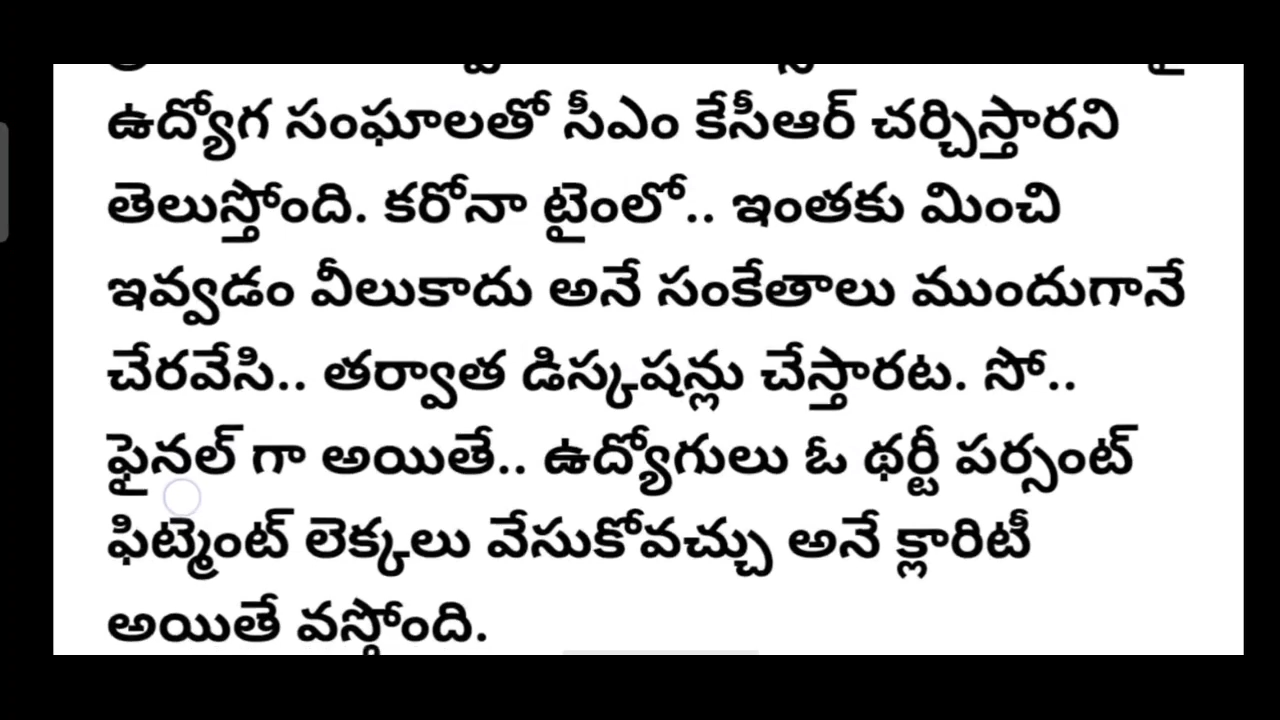 ఉద్యోగ సంఘాలతో సీఎం కేసీఆర్ చర్చిస్తారని
తెలుస్తోంది. కరోనా టైంలో.. ఇంతకు మించి
ఇవ్వడం వీలుకాదు అనే సంకేతాలు ముందుగానే
చేరవేసి.. తర్వాత డిస్కషన్లు చేస్తారట. సో..
ఫైనల్ గా అయితే.. ఉద్యోగులు ఓ థర్టీ పర్సంట్
ఫిట్మెంట్ లెక్కలు వేసుకోవచ్చు అనే క్లారిటీ
అయితే వస్తోంది.